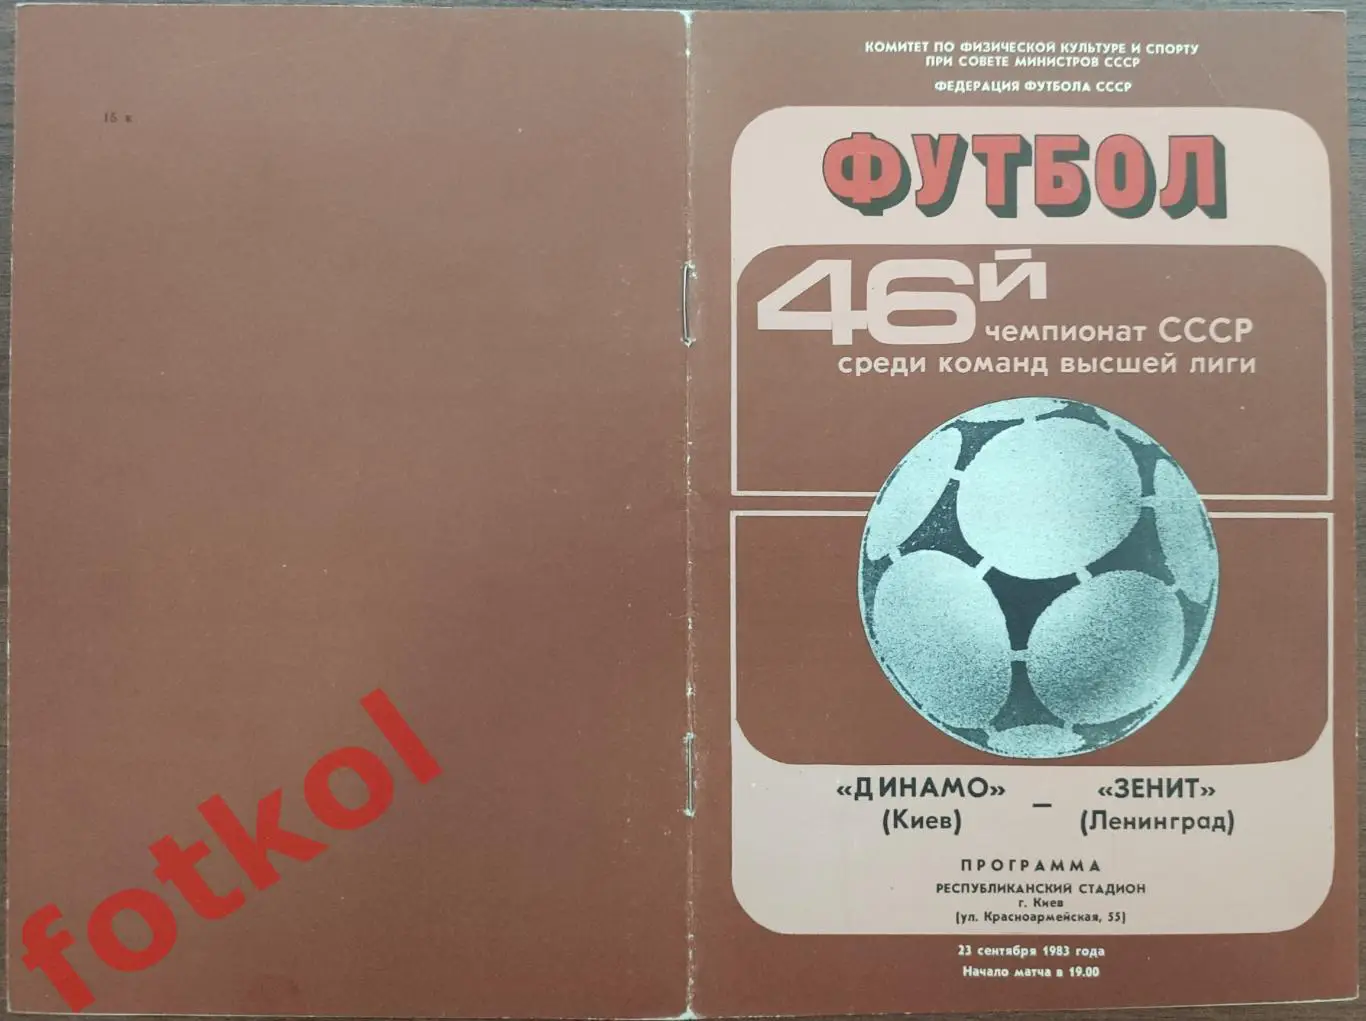 15 к
fotkol
КОМИТЕТ ПО ФИЗИЧЕСКОЙ КУЛЬТУРЕ И СПОРТУ
ПРИ СОВЕТЕ МИНИСТРОВ СССР
ФЕДЕРАЦИЯ ФУТБОЛА СССР
ФУТБОЛ
46Й
чемпионат СССР
среди команд высшей лиги
«ДИНАМО» — «ЗЕНИТ»
(Киев) (Ленинград)
ПРОГРАММА
РЕСПУБЛИКАНСКИЙ СТАДИОН
г. Киев
(ул. Красноармейская, 55)
23 сентября 1983 года
Начало матча в 19.00